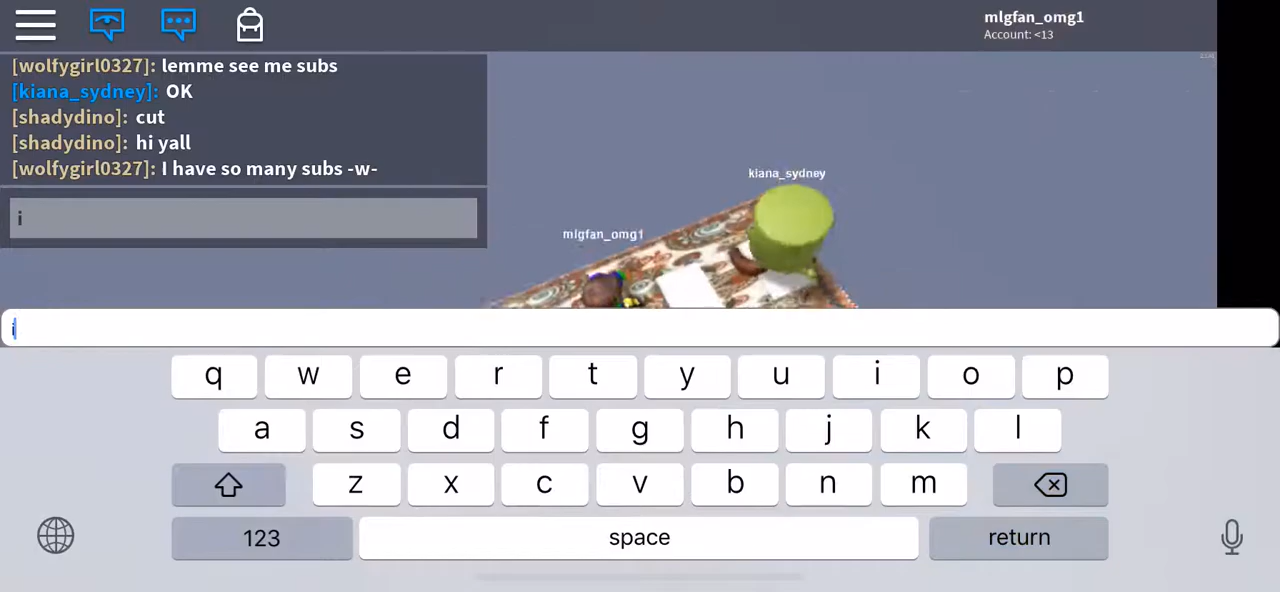 mlgfan_omg1
Account: <13
[wolfygirl0327]: lemme see me subs
[kiana_sydney]: OK
[shadydino]: cut
[shadydino]: hi yall
[wolfygirl0327]: I have so many subs -w-
i
kiana_sydney
mlgfan_omg1
i
q w e r t y u i o p
a s d f g h j k l
z x c v b n m
123 space return